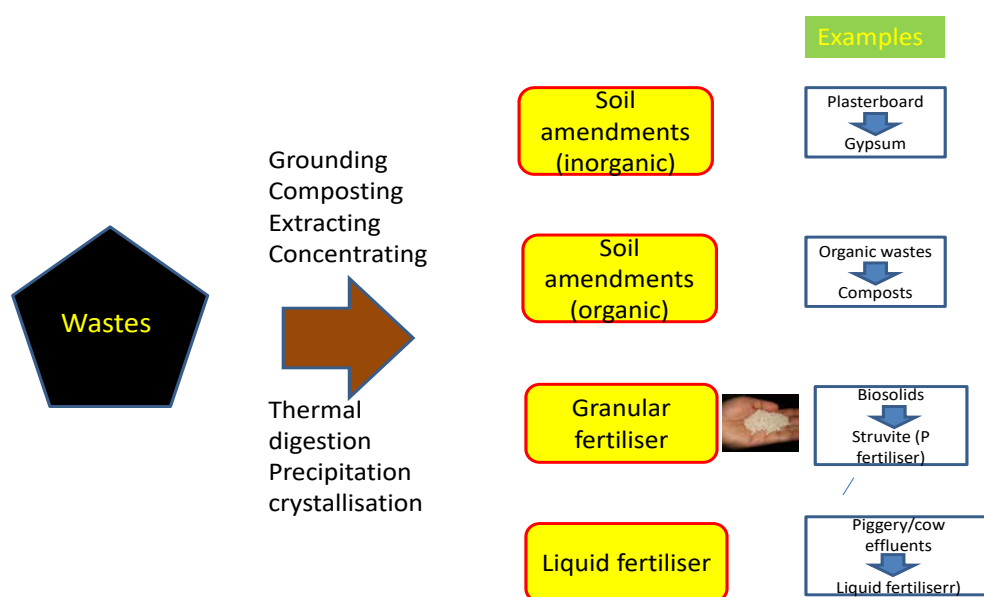 Examples
Soil
amendments
(inorganic)
Plasterboard
Gypsum
Grounding
Composting
Extracting
Concentrating
Soil
amendments
(organic)
Organic wastes
Composts
Wastes
Thermal
digestion
Precipitation
crystallisation
Granular
fertiliser
Biosolids
Struvite (P
fertiliser)
Liquid fertiliser
Piggery/cow
effluents
Liquid fertiliserr)